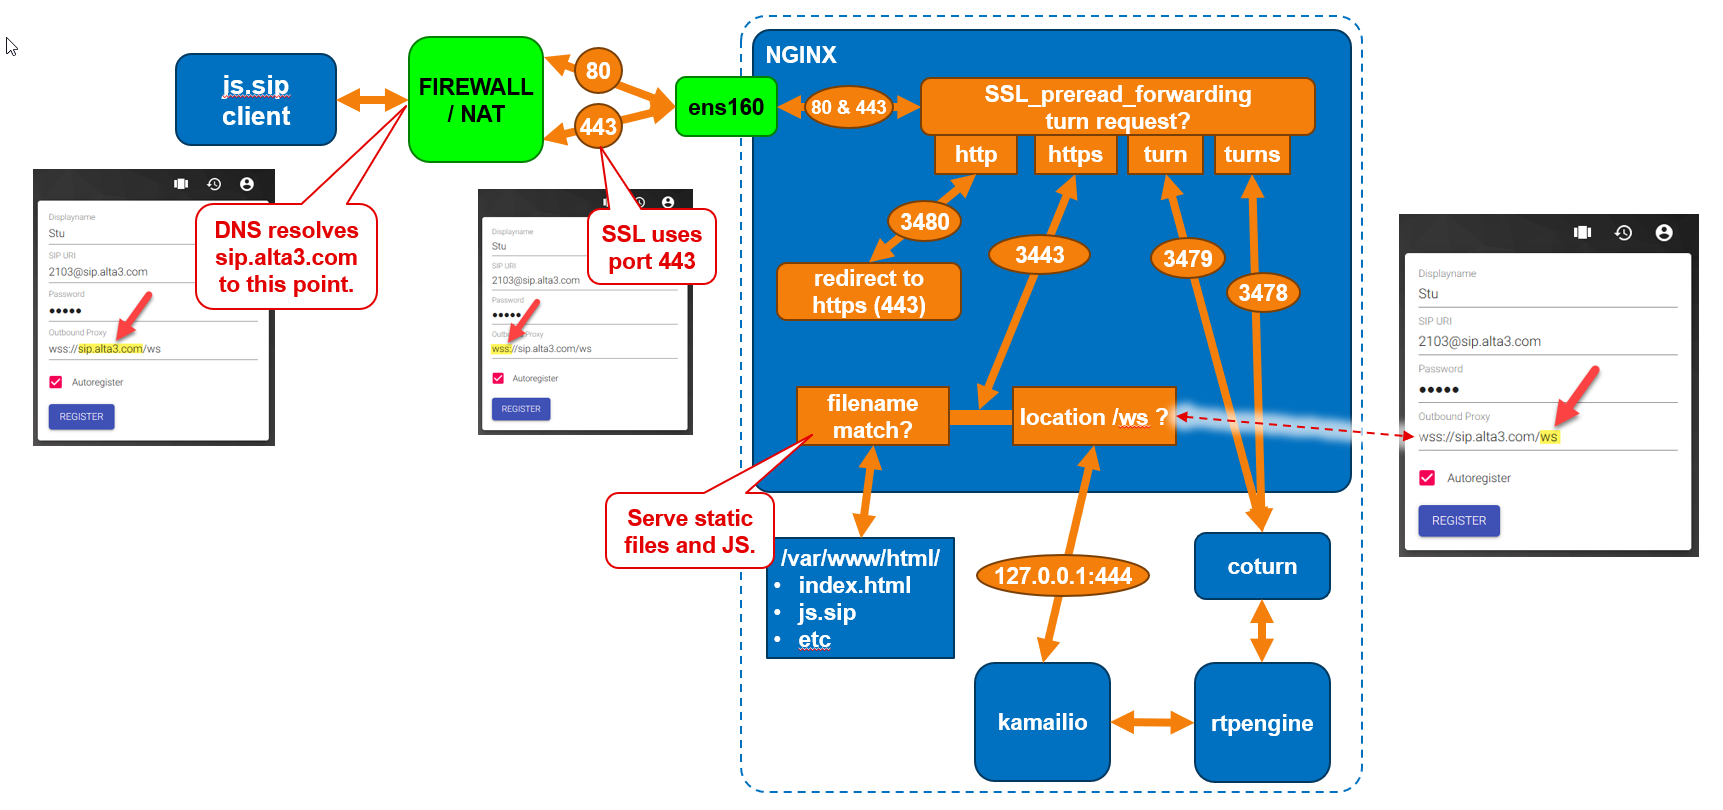 js.sip
client
FIREWALL
/ NAT
80
443
ens160
NGINX
80 & 443
SSL_preread_forwarding
turn request?
http
https
turn
turns
3480
3443
3479
3478
redirect to
https (443)
filename
match?
location /ws ?
Serve static
files and JS.
/var/www/html/
• index.html
• js.sip
• etc
127.0.0.1:444
coturn
kamailio
rtpengine
DNS resolves
sip.alta3.com
to this point.
Displayname
Stu
SIP URI
2103@sip.alta3.com
Password
•••••
Outbound Proxy
wss://sip.alta3.com/ws
Autoregister
REGISTER
SSL uses
port 443
Displayname
Stu
SIP URI
2103@sip.alta3.com
Password
•••••
Outbound Proxy
wss://sip.alta3.com/ws
Autoregister
REGISTER
Displayname
Stu
SIP URI
2103@sip.alta3.com
Password
•••••
Outbound Proxy
wss://sip.alta3.com/ws
Autoregister
REGISTER